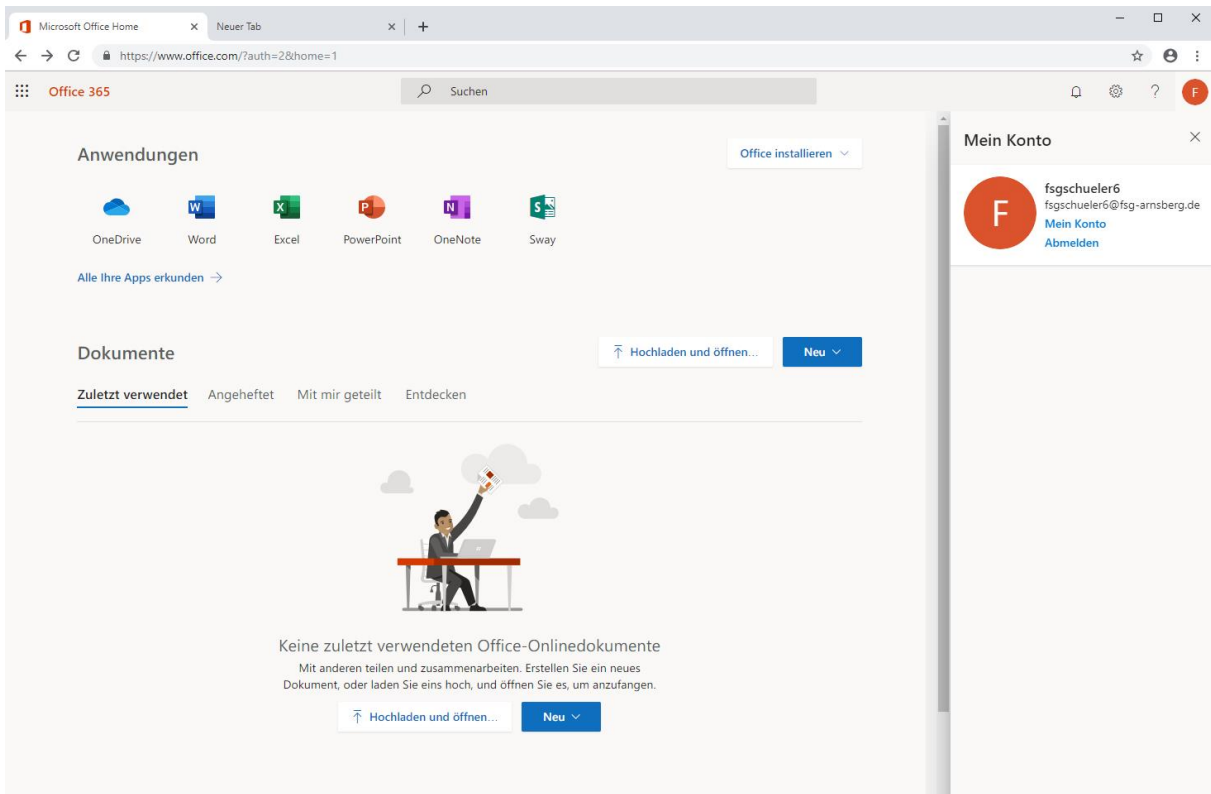 Microsoft Office Home
Neuer Tab
https://www.office.com/?auth=2&home=1
Office 365
Suchen
F
Anwendungen
Office installieren
OneDrive
Word
Excel
PowerPoint
OneNote
Sway
Alle Ihre Apps erkunden
Dokumente
Hochladen und öffnen...
Neu
Zuletzt verwendet
Angeheftet
Mit mir geteilt
Entdecken
Keine zuletzt verwendeten Office-Onlinedokumente
Mit anderen teilen und zusammenarbeiten. Erstellen Sie ein neues
Dokument, oder laden Sie eins hoch, und öffnen Sie es, um anzufangen.
Hochladen und öffnen...
Neu
Mein Konto
F
fsgschueler6
fsgschueler6@fsg-arnsberg.de
Mein Konto
Abmelden